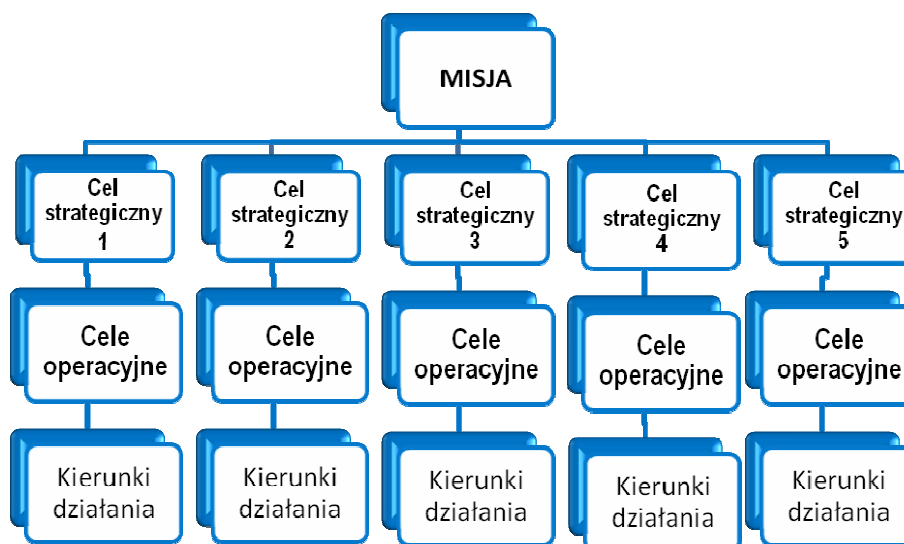 MISJA
Cel
strategiczny
1
Cel
strategiczny
2
Cel
strategiczny
3
Cel
strategiczny
4
Cel
strategiczny
5
Cele
operacyjne
Cele
operacyjne
Cele
operacyjne
Cele
operacyjne
Cele
operacyjne
Kierunki
działania
Kierunki
działania
Kierunki
działania
Kierunki
działania
Kierunki
działania